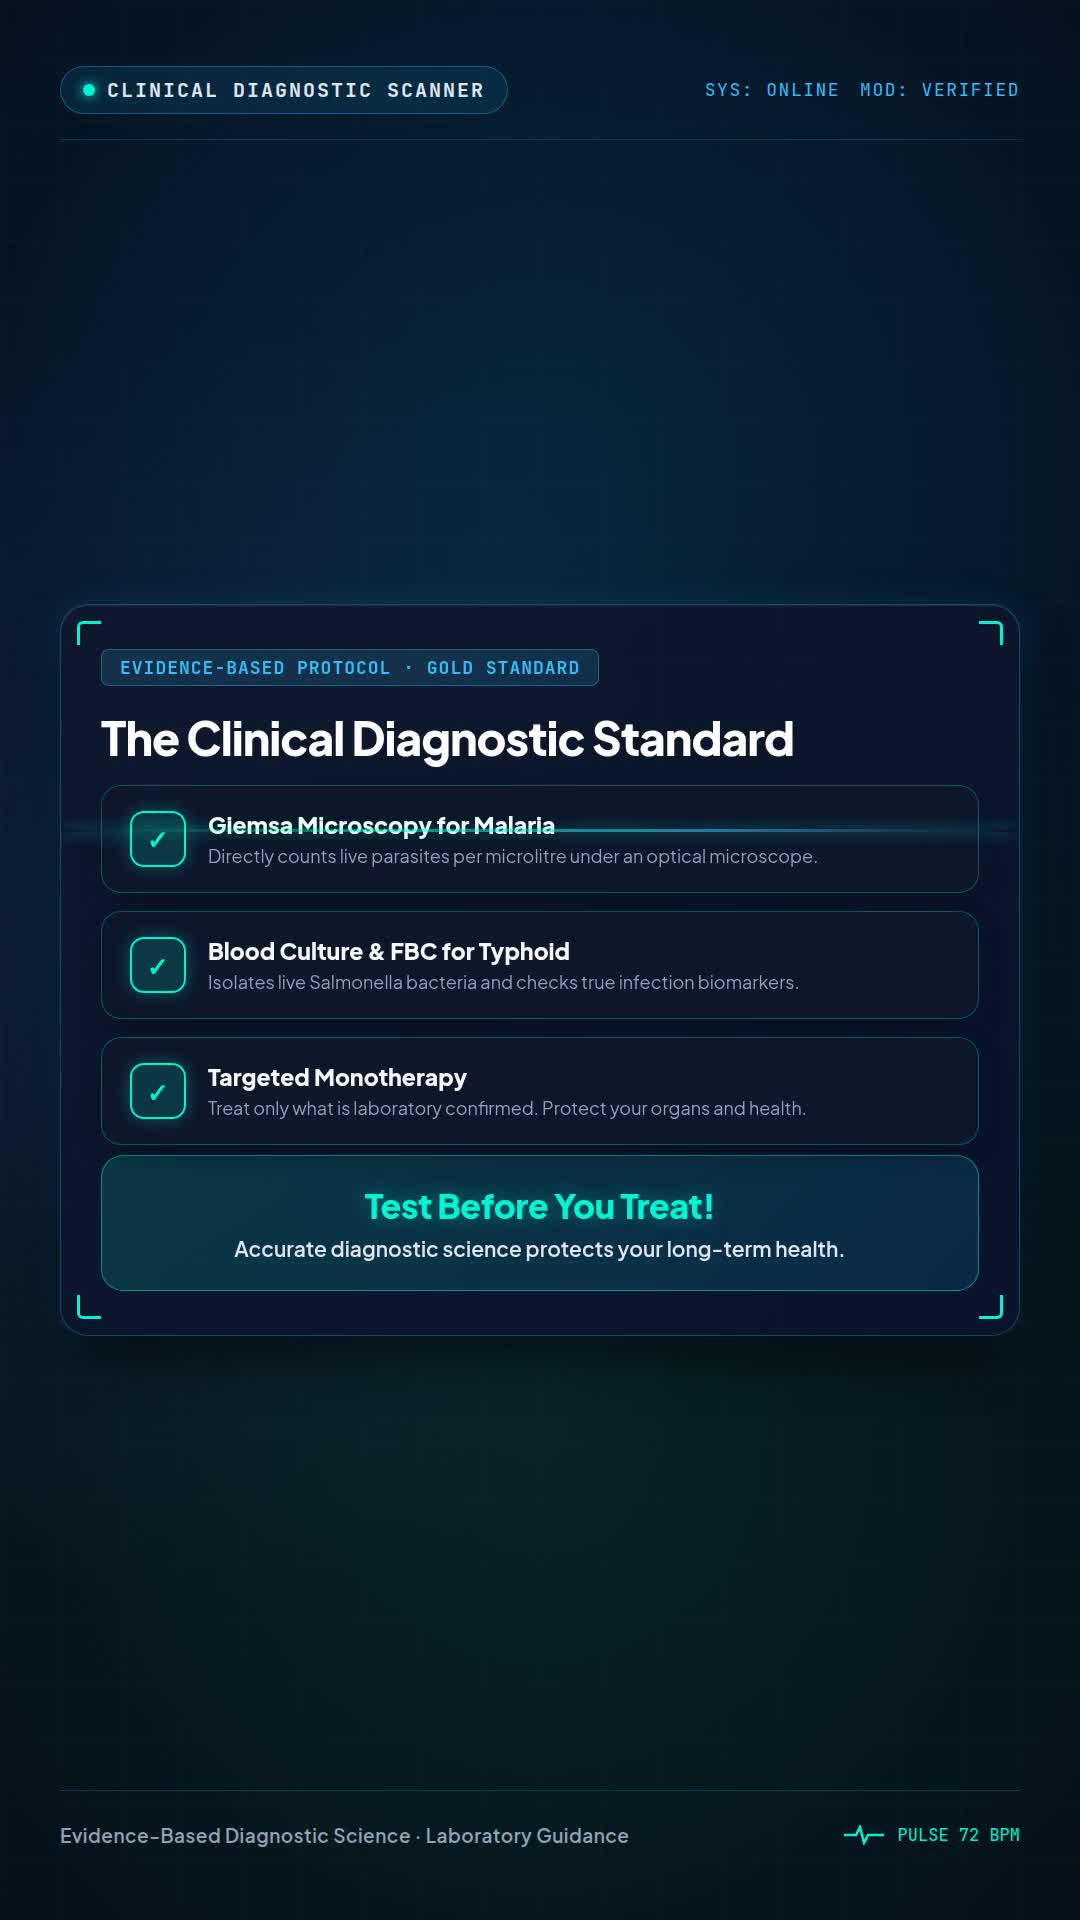 CLINICAL DIAGNOSTIC SCANNER
SYS: ONLINE MOD: VERIFIED
EVIDENCE-BASED PROTOCOL · GOLD STANDARD
The Clinical Diagnostic Standard
✓ Giemsa Microscopy for Malaria
Directly counts live parasites per microlitre under an optical microscope.
✓ Blood Culture & FBC for Typhoid
Isolates live Salmonella bacteria and checks true infection biomarkers.
✓ Targeted Monotherapy
Treat only what is laboratory confirmed. Protect your organs and health.
Test Before You Treat!
Accurate diagnostic science protects your long-term health.
Evidence-Based Diagnostic Science · Laboratory Guidance
PULSE 72 BPM